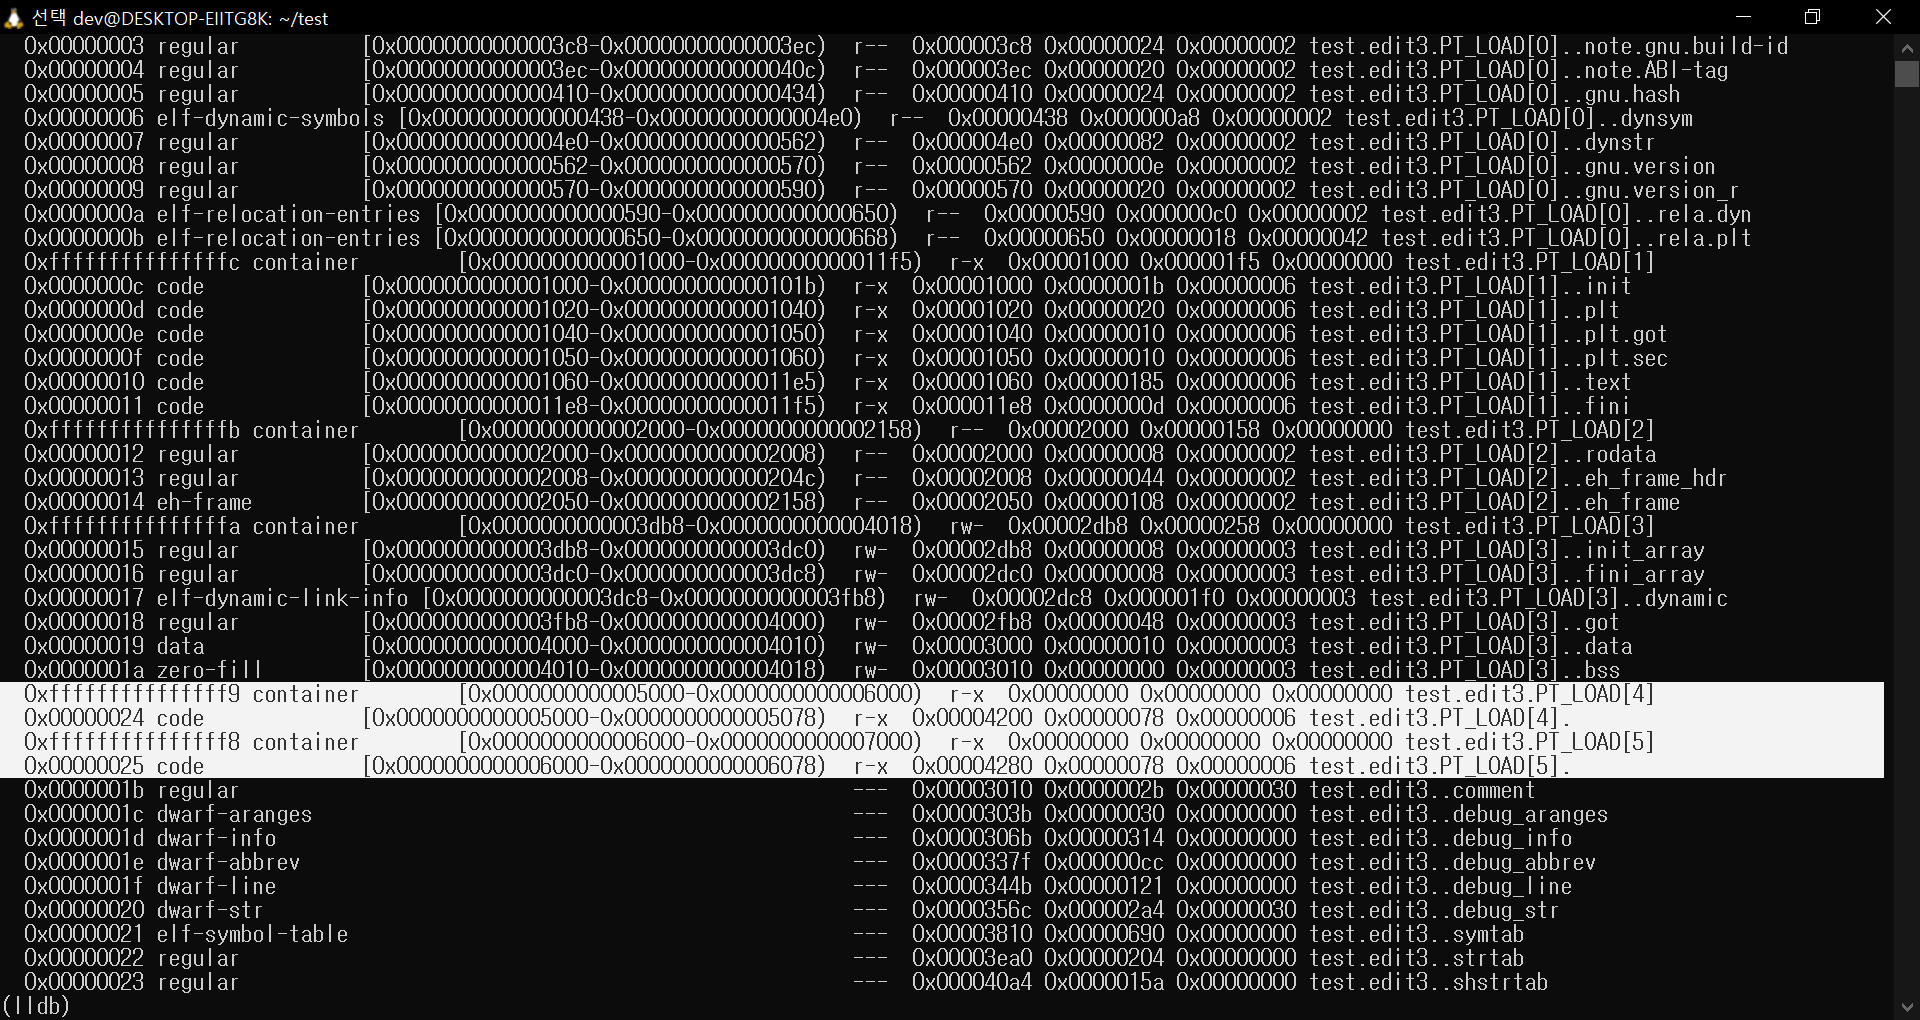 선택 dev@DESKTOP-EIITG8K: ~/test
0x00000003 regular [0x00000000000003c8-0x00000000000003ec) r-- 0x000003c8 0x00000024 0x00000002 test.edit3.PT_LOAD[0]..note.gnu.build-id
0x00000004 regular [0x00000000000003ec-0x000000000000040c) r-- 0x000003ec 0x00000020 0x00000002 test.edit3.PT_LOAD[0]..note.ABI-tag
0x00000005 regular [0x0000000000000410-0x0000000000000434) r-- 0x00000410 0x00000024 0x00000002 test.edit3.PT_LOAD[0]..gnu.hash
0x00000006 elf-dynamic-symbols [0x0000000000000438-0x00000000000004e0) r-- 0x00000438 0x000000a8 0x00000002 test.edit3.PT_LOAD[0]..dynsym
0x00000007 regular [0x00000000000004e0-0x0000000000000562) r-- 0x000004e0 0x00000082 0x00000002 test.edit3.PT_LOAD[0]..dynstr
0x00000008 regular [0x0000000000000562-0x0000000000000570) r-- 0x00000562 0x0000000e 0x00000002 test.edit3.PT_LOAD[0]..gnu.version
0x00000009 regular [0x0000000000000570-0x0000000000000590) r-- 0x00000570 0x00000020 0x00000002 test.edit3.PT_LOAD[0]..gnu.version_r
0x0000000a elf-relocation-entries [0x0000000000000590-0x0000000000000650) r-- 0x00000590 0x000000c0 0x00000002 test.edit3.PT_LOAD[0]..rela.dyn
0x0000000b elf-relocation-entries [0x0000000000000650-0x0000000000000668) r-- 0x00000650 0x00000018 0x00000042 test.edit3.PT_LOAD[0]..rela.plt
0xfffffffffffffffc container [0x0000000000001000-0x00000000000011f5) r-x 0x00001000 0x000001f5 0x00000000 test.edit3.PT_LOAD[1]
0x0000000c code [0x0000000000001000-0x000000000000101b) r-x 0x00001000 0x0000001b 0x00000006 test.edit3.PT_LOAD[1]..init
0x0000000d code [0x0000000000001020-0x0000000000001040) r-x 0x00001020 0x00000020 0x00000006 test.edit3.PT_LOAD[1]..plt
0x0000000e code [0x0000000000001040-0x0000000000001050) r-x 0x00001040 0x00000010 0x00000006 test.edit3.PT_LOAD[1]..plt.got
0x0000000f code [0x0000000000001050-0x0000000000001060) r-x 0x00001050 0x00000010 0x00000006 test.edit3.PT_LOAD[1]..plt.sec
0x00000010 code [0x0000000000001060-0x00000000000011e5) r-x 0x00001060 0x00000185 0x00000006 test.edit3.PT_LOAD[1]..text
0x00000011 code [0x00000000000011e8-0x00000000000011f5) r-x 0x000011e8 0x0000000d 0x00000006 test.edit3.PT_LOAD[1]..fini
0xfffffffffffffffb container [0x0000000000002000-0x0000000000002158) r-- 0x00002000 0x00000158 0x00000000 test.edit3.PT_LOAD[2]
0x00000012 regular [0x0000000000002000-0x0000000000002008) r-- 0x00002000 0x00000008 0x00000002 test.edit3.PT_LOAD[2]..rodata
0x00000013 regular [0x0000000000002008-0x000000000000204c) r-- 0x00002008 0x00000044 0x00000002 test.edit3.PT_LOAD[2]..eh_frame_hdr
0x00000014 eh-frame [0x0000000000002050-0x0000000000002158) r-- 0x00002050 0x00000108 0x00000002 test.edit3.PT_LOAD[2]..eh_frame
0xfffffffffffffffa container [0x0000000000003db8-0x0000000000004018) rw- 0x00002db8 0x00000258 0x00000000 test.edit3.PT_LOAD[3]
0x00000015 regular [0x0000000000003db8-0x0000000000003dc0) rw- 0x00002db8 0x00000008 0x00000003 test.edit3.PT_LOAD[3]..init_array
0x00000016 regular [0x0000000000003dc0-0x0000000000003dc8) rw- 0x00002dc0 0x00000008 0x00000003 test.edit3.PT_LOAD[3]..fini_array
0x00000017 elf-dynamic-link-info [0x0000000000003dc8-0x0000000000003fb8) rw- 0x00002dc8 0x000001f0 0x00000003 test.edit3.PT_LOAD[3]..dynamic
0x00000018 regular [0x0000000000003fb8-0x0000000000004000) rw- 0x00002fb8 0x00000048 0x00000003 test.edit3.PT_LOAD[3]..got
0x00000019 data [0x0000000000004000-0x0000000000004010) rw- 0x00003000 0x00000010 0x00000003 test.edit3.PT_LOAD[3]..data
0x0000001a zero-fill [0x0000000000004010-0x0000000000004018) rw- 0x00003010 0x00000000 0x00000003 test.edit3.PT_LOAD[3]..bss
0xfffffffffffffff9 container [0x0000000000005000-0x0000000000006000) r-x 0x00000000 0x00000000 0x00000000 test.edit3.PT_LOAD[4]
0x00000024 code [0x0000000000005000-0x0000000000005078) r-x 0x00004200 0x00000078 0x00000006 test.edit3.PT_LOAD[4].
0xfffffffffffffff8 container [0x0000000000006000-0x0000000000007000) r-x 0x00000000 0x00000000 0x00000000 test.edit3.PT_LOAD[5]
0x00000025 code [0x0000000000006000-0x0000000000006078) r-x 0x00004280 0x00000078 0x00000006 test.edit3.PT_LOAD[5].
0x0000001b regular --- 0x00003010 0x0000002b 0x00000030 test.edit3..comment
0x0000001c dwarf-aranges --- 0x0000303b 0x00000030 0x00000000 test.edit3..debug_aranges
0x0000001d dwarf-info --- 0x0000306b 0x00000314 0x00000000 test.edit3..debug_info
0x0000001e dwarf-abbrev --- 0x0000337f 0x000000cc 0x00000000 test.edit3..debug_abbrev
0x0000001f dwarf-line --- 0x0000344b 0x00000121 0x00000000 test.edit3..debug_line
0x00000020 dwarf-str --- 0x0000356c 0x000002a4 0x00000030 test.edit3..debug_str
0x00000021 elf-symbol-table --- 0x00003810 0x00000690 0x00000000 test.edit3..symtab
0x00000022 regular --- 0x00003ea0 0x00000204 0x00000000 test.edit3..strtab
0x00000023 regular --- 0x000040a4 0x0000015a 0x00000000 test.edit3..shstrtab
(lldb)